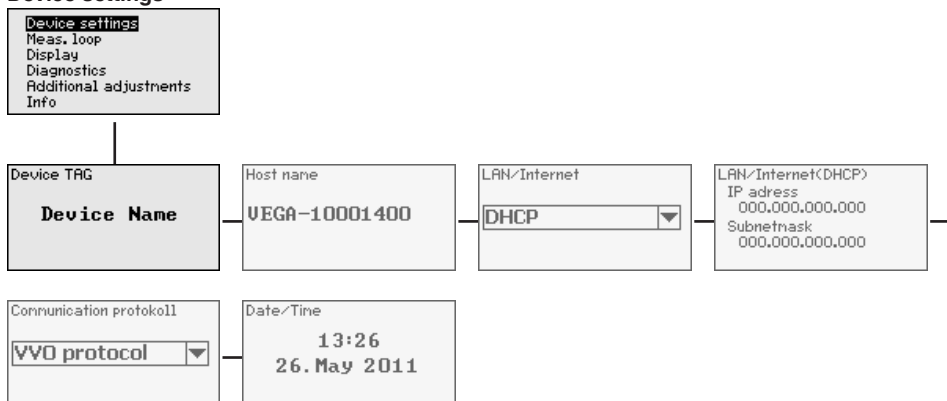 Device settings
Device settings
Meas. loop
Display
Diagnostics
Additional adjustments
Info
Device TAG
Device Name
Host name
VEGA-10001400
LAN/Internet
DHCP
LAN/Internet(DHCP)
IP adress
000.000.000.000
Subnetmask
000.000.000.000
Communication protokoll
VVO protocol
Date/Time
13:26
26. May 2011